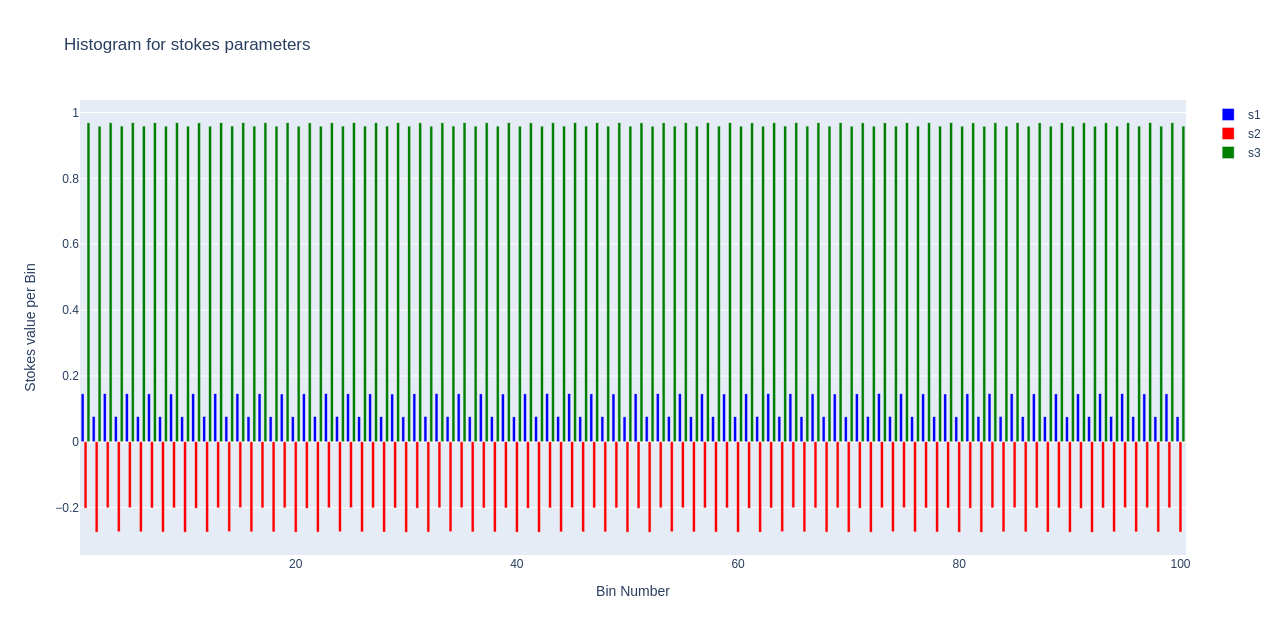 Histogram for stokes parameters
1
0.8
0.6
0.4
0.2
0
−0.2
Stokes value per Bin
20 40 60 80 100
Bin Number
s1
s2
s3